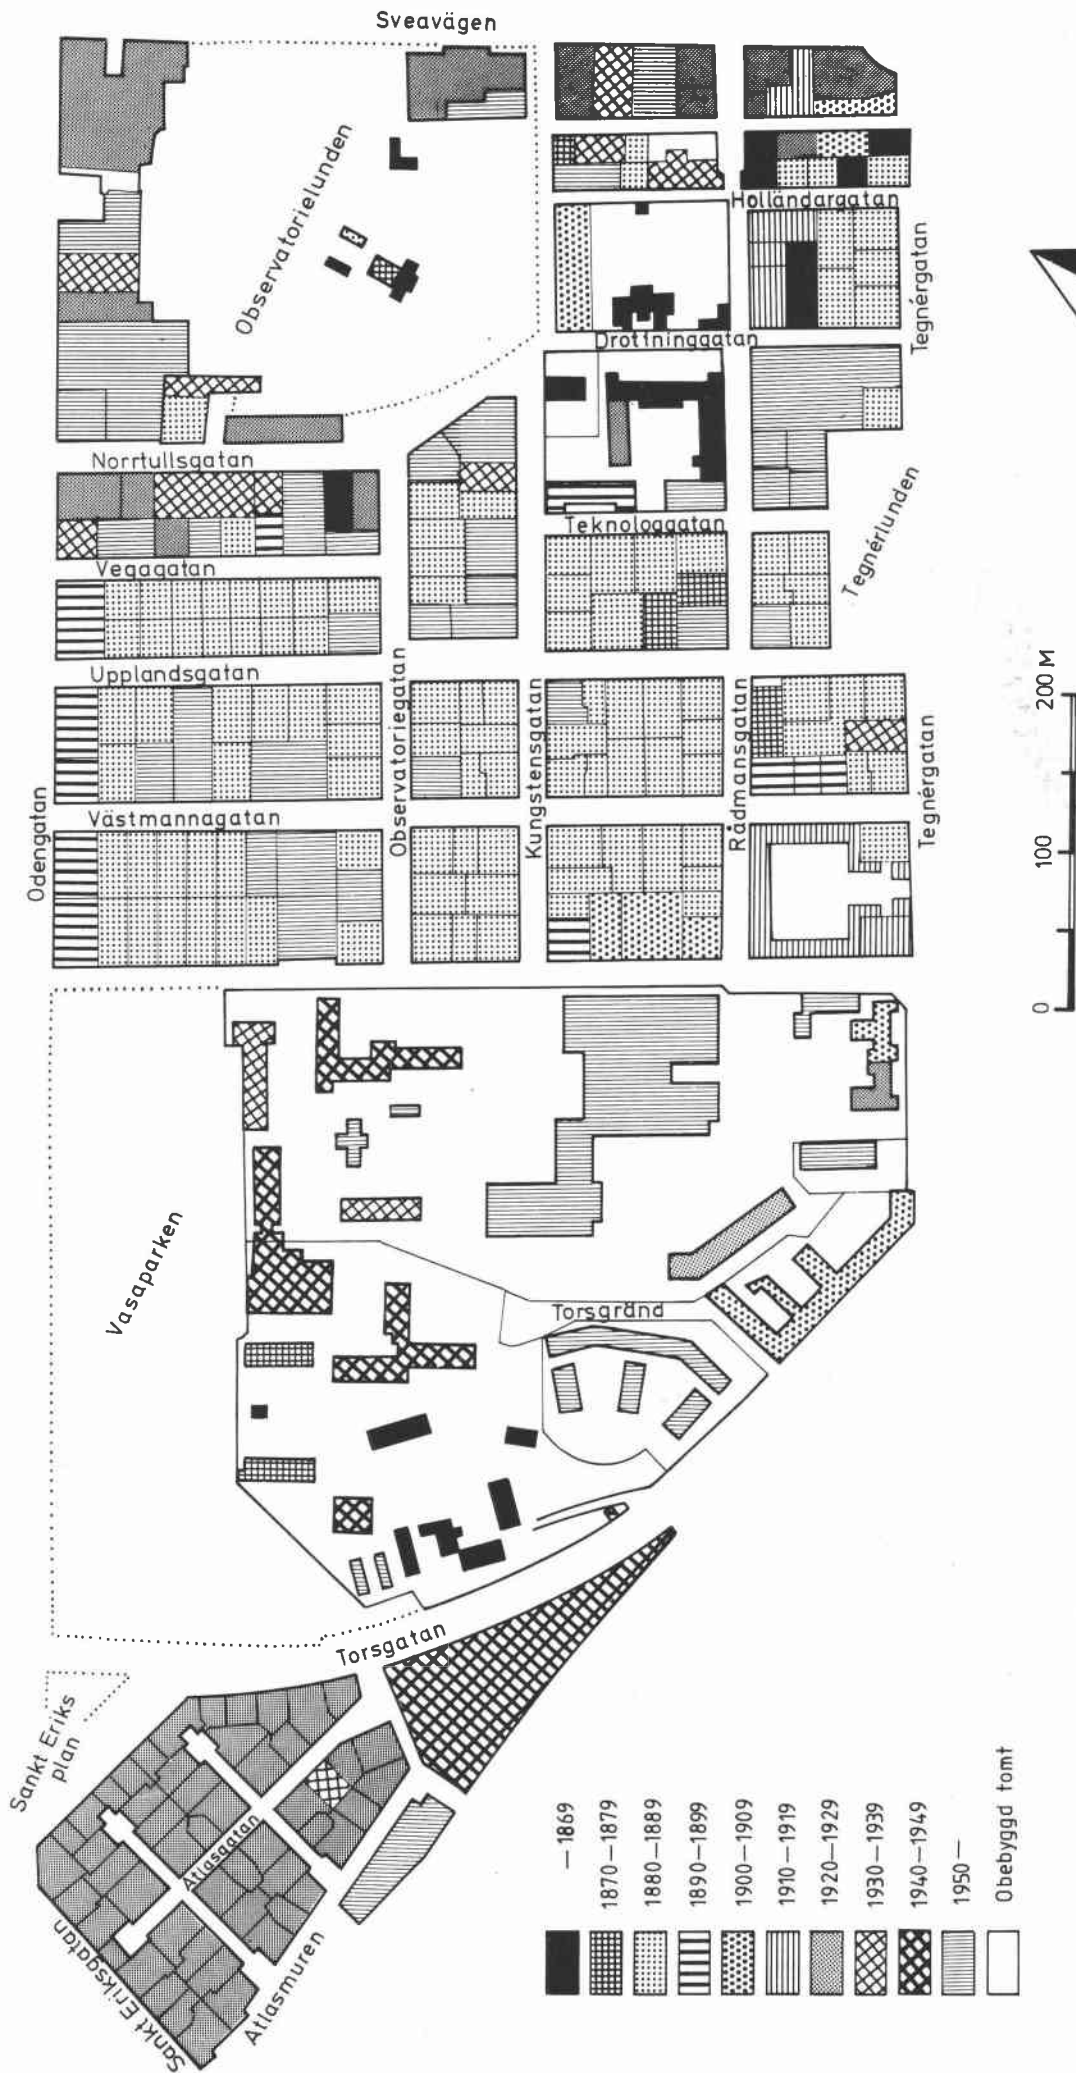 Sveavägen
Observatorielunden
Holländargatan
Tegnérgatan
Drottninggatan
Norrtullsgatan
Teknologgatan
Tegnérlunden
Vegagatan
Upplandsgatan
Observatoriegatan
Kungstensgatan
Rådmansgatan
Odengatan
Västmannagatan
Tegnérgatan
200 M
100
0
Vasaparken
Torsgränd
Torsgatan
Sankt Eriks
plan
Atlasgatan
Sankt Eriksgatan
Atlasmuren
—1869
1870—1879
1880—1889
1890—1899
1900—1909
1910—1919
1920—1929
1930—1939
1940—1949
1950—
Obebyggd tomt